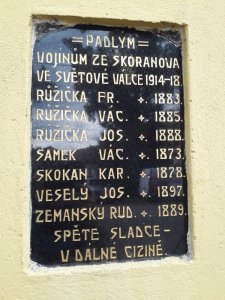 =PADLÝM=
VOJÍNŮM ZE SKORANOVA
VE SVĚTOVÉ VÁLCE 1914-18.
RŮŽIČKA FR. *. 1883.
RŮŽIČKA VÁC. *. 1885.
RŮŽIČKA JOS. *. 1888.
SAMEK VÁC. *. 1873.
SKOKAN KAR. *. 1878.
VESELÝ JOS. *. 1897.
ZEMANSKÝ RUD. *. 1889.
SPĚTE SLADCE –
V DÁLNÉ CIZINĚ.